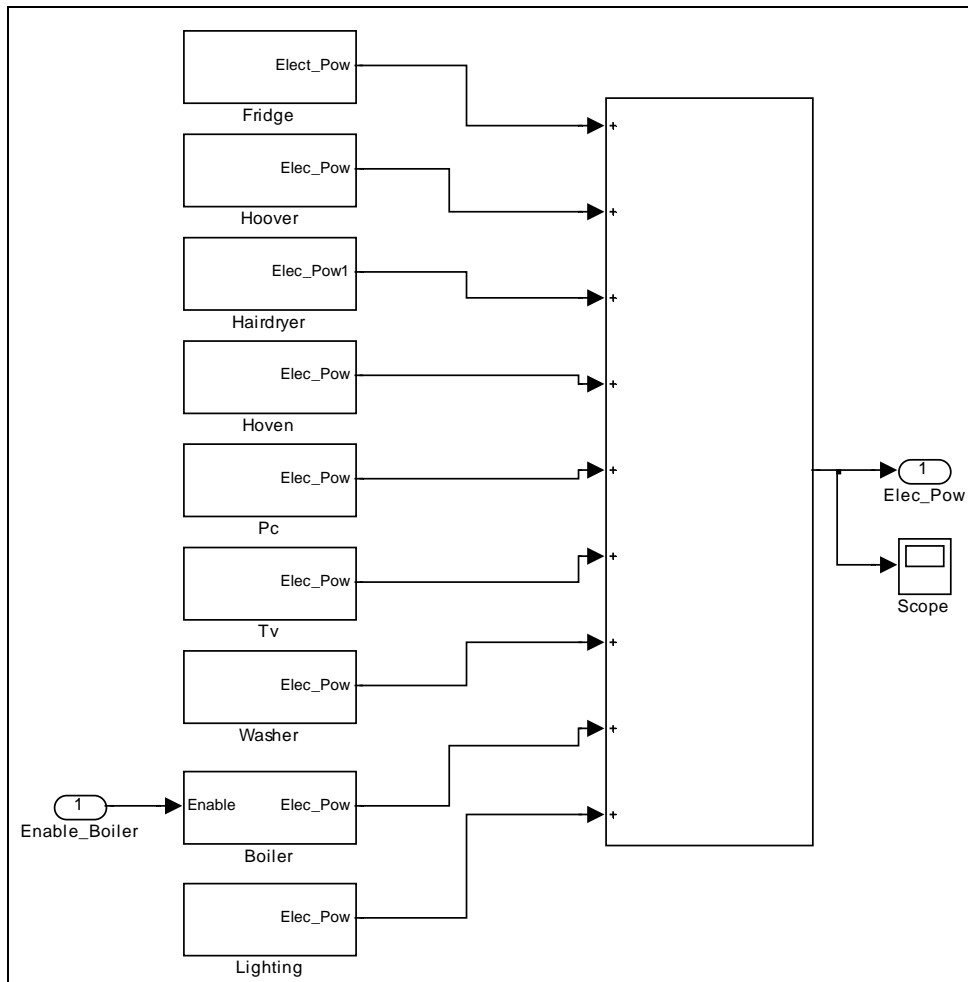 Elect_Pow
Fridge
+
Elec_Pow
Hoover
+
Elec_Pow1
Hairdryer
+
Elec_Pow
Hoven
+
Elec_Pow
Pc
+
1
Elec_Pow
Elec_Pow
Tv
+
Scope
Elec_Pow
Washer
+
1
Enable_Boiler
Enable
Elec_Pow
Boiler
+
Elec_Pow
Lighting
+